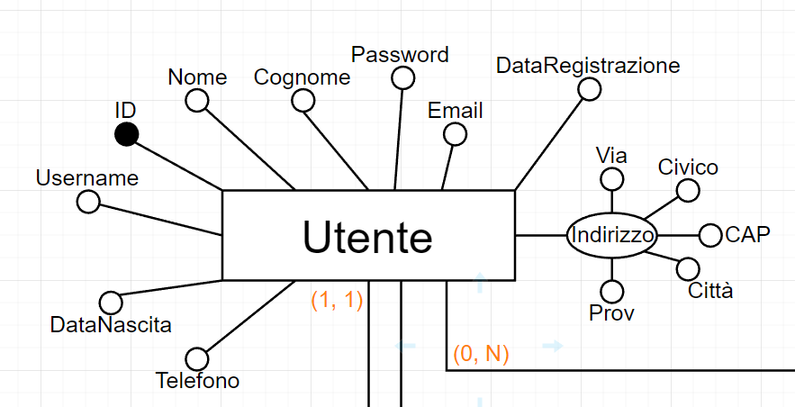 Password
DataRegistrazione
Nome
Cognome
ID
Email
Via
Civico
Username
Utente
Indirizzo
CAP
Città
(1, 1)
Prov
DataNascita
(0, N)
Telefono